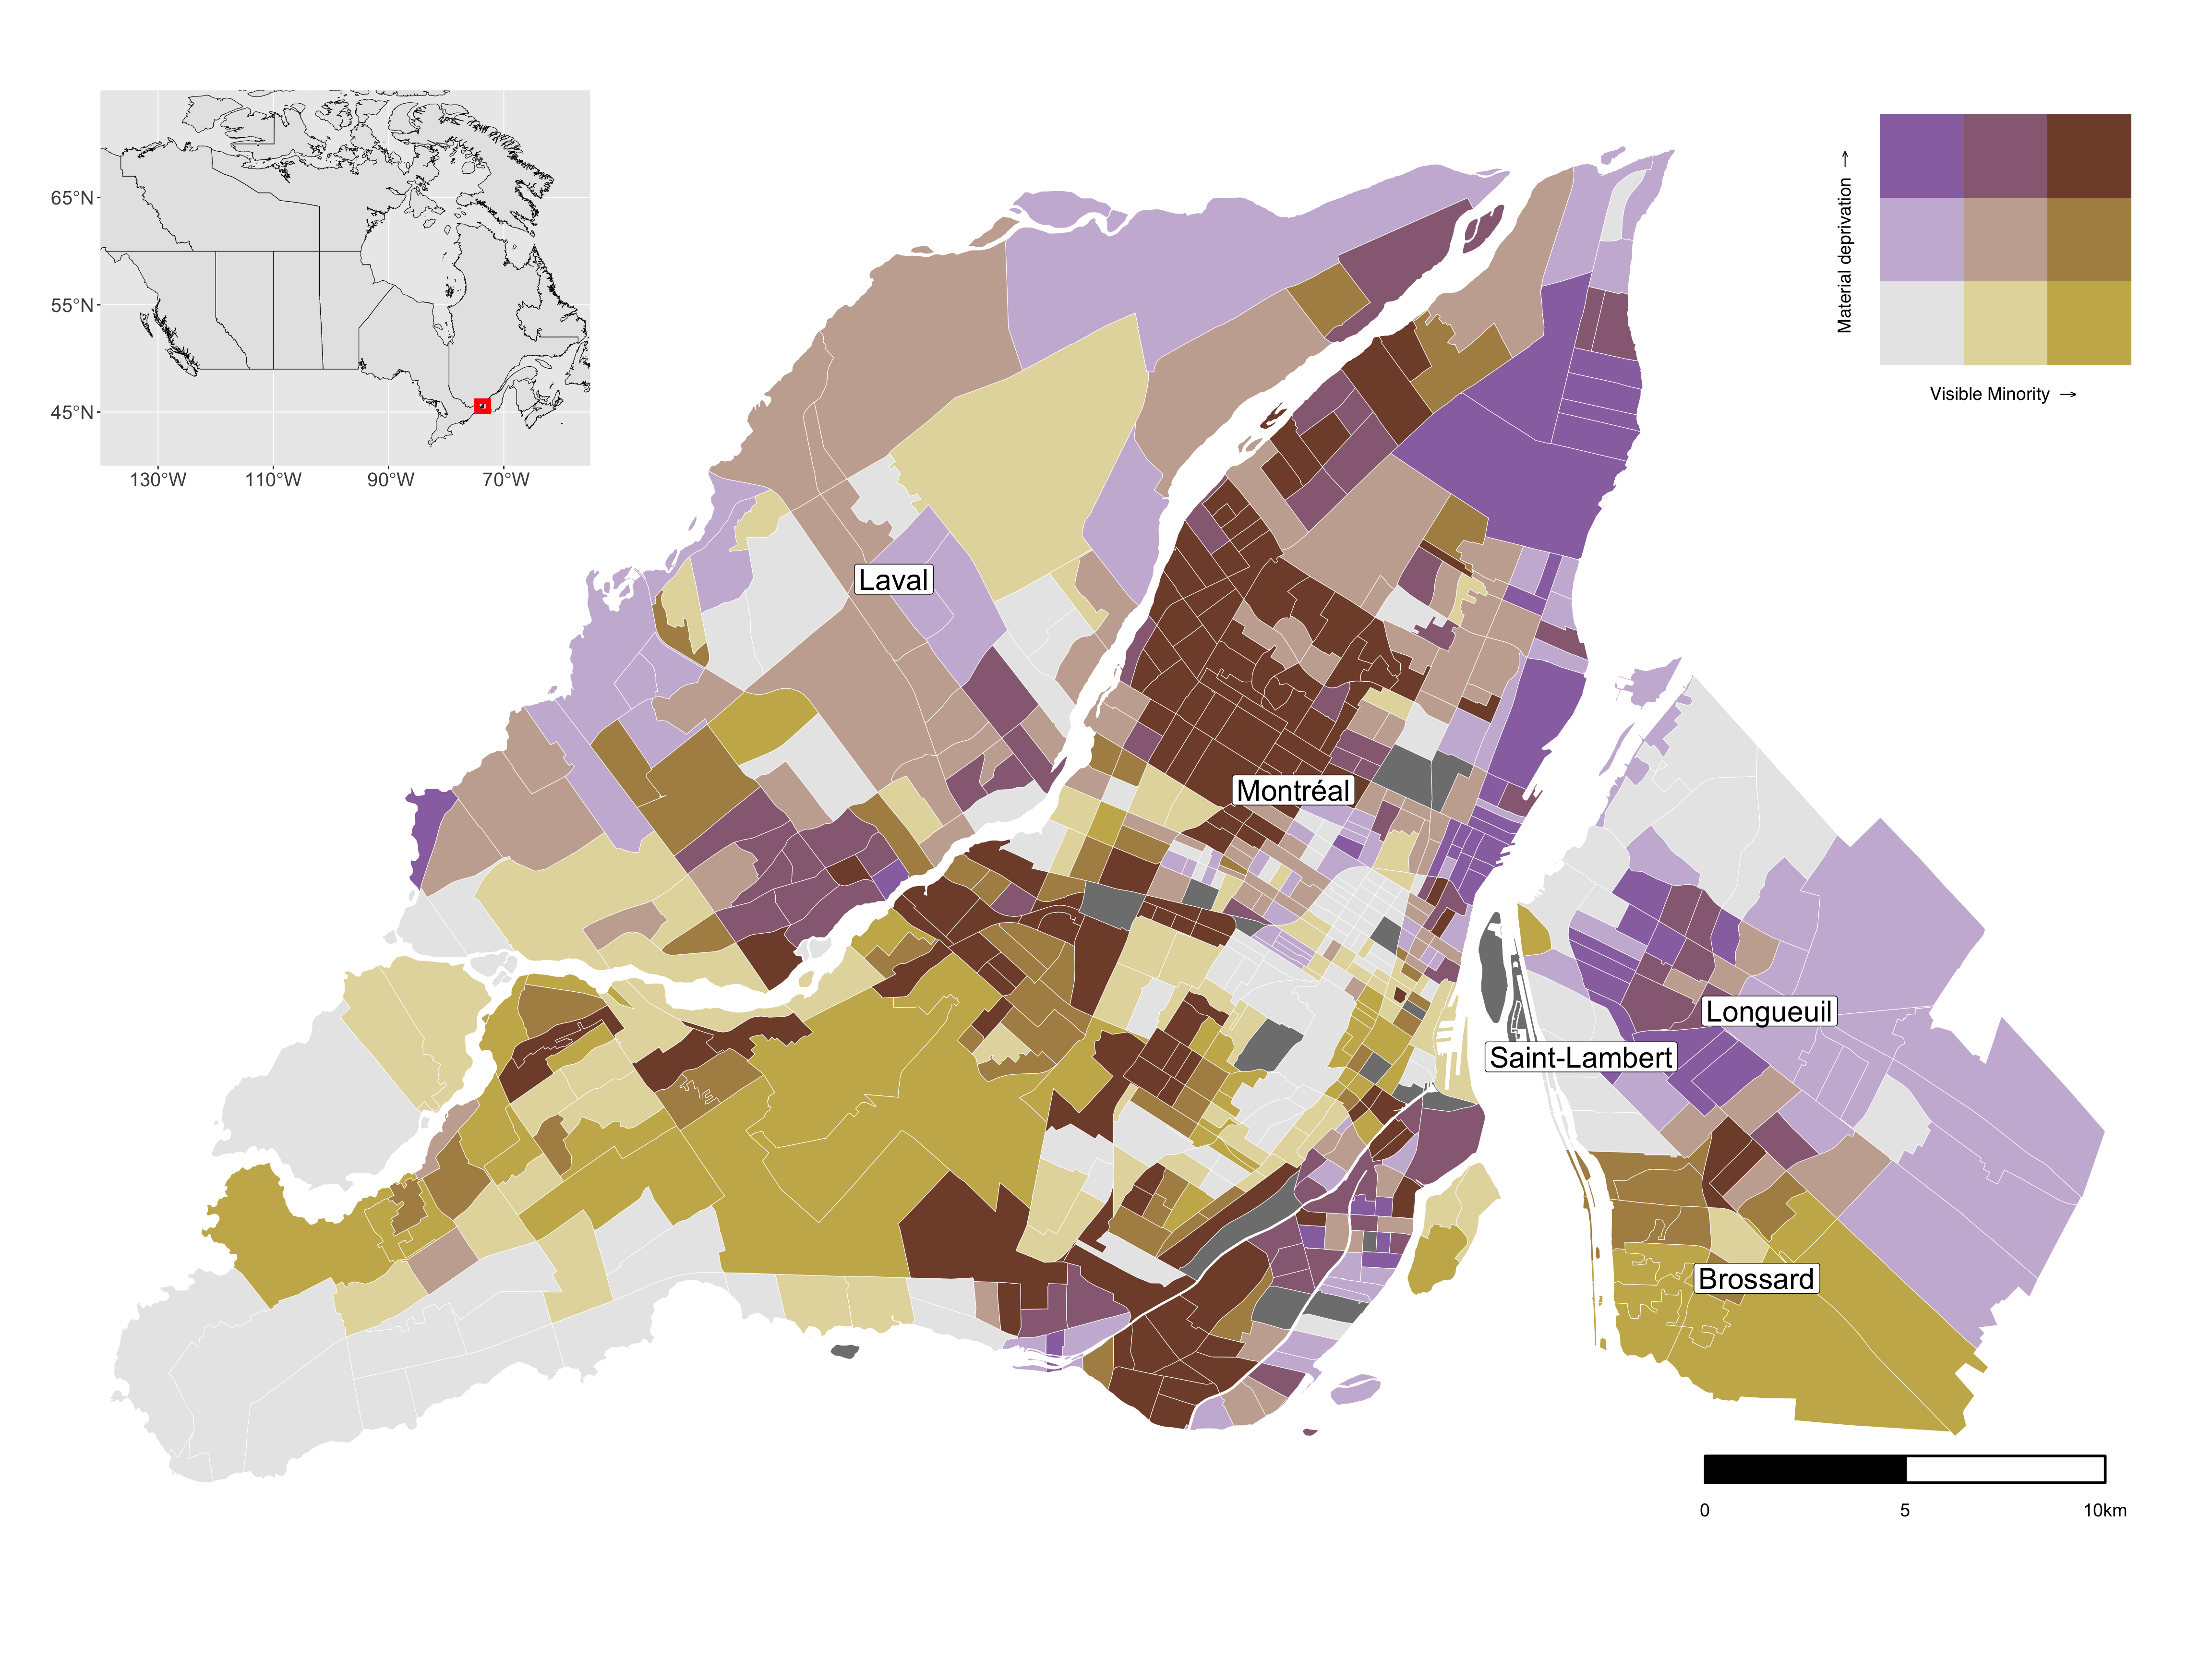 65°N
55°N
45°N
130°W
110°W
90°W
70°W
Material deprivation →
Visible Minority →
Laval
Montréal
Longueuil
Saint-Lambert
Brossard
0
5
10km